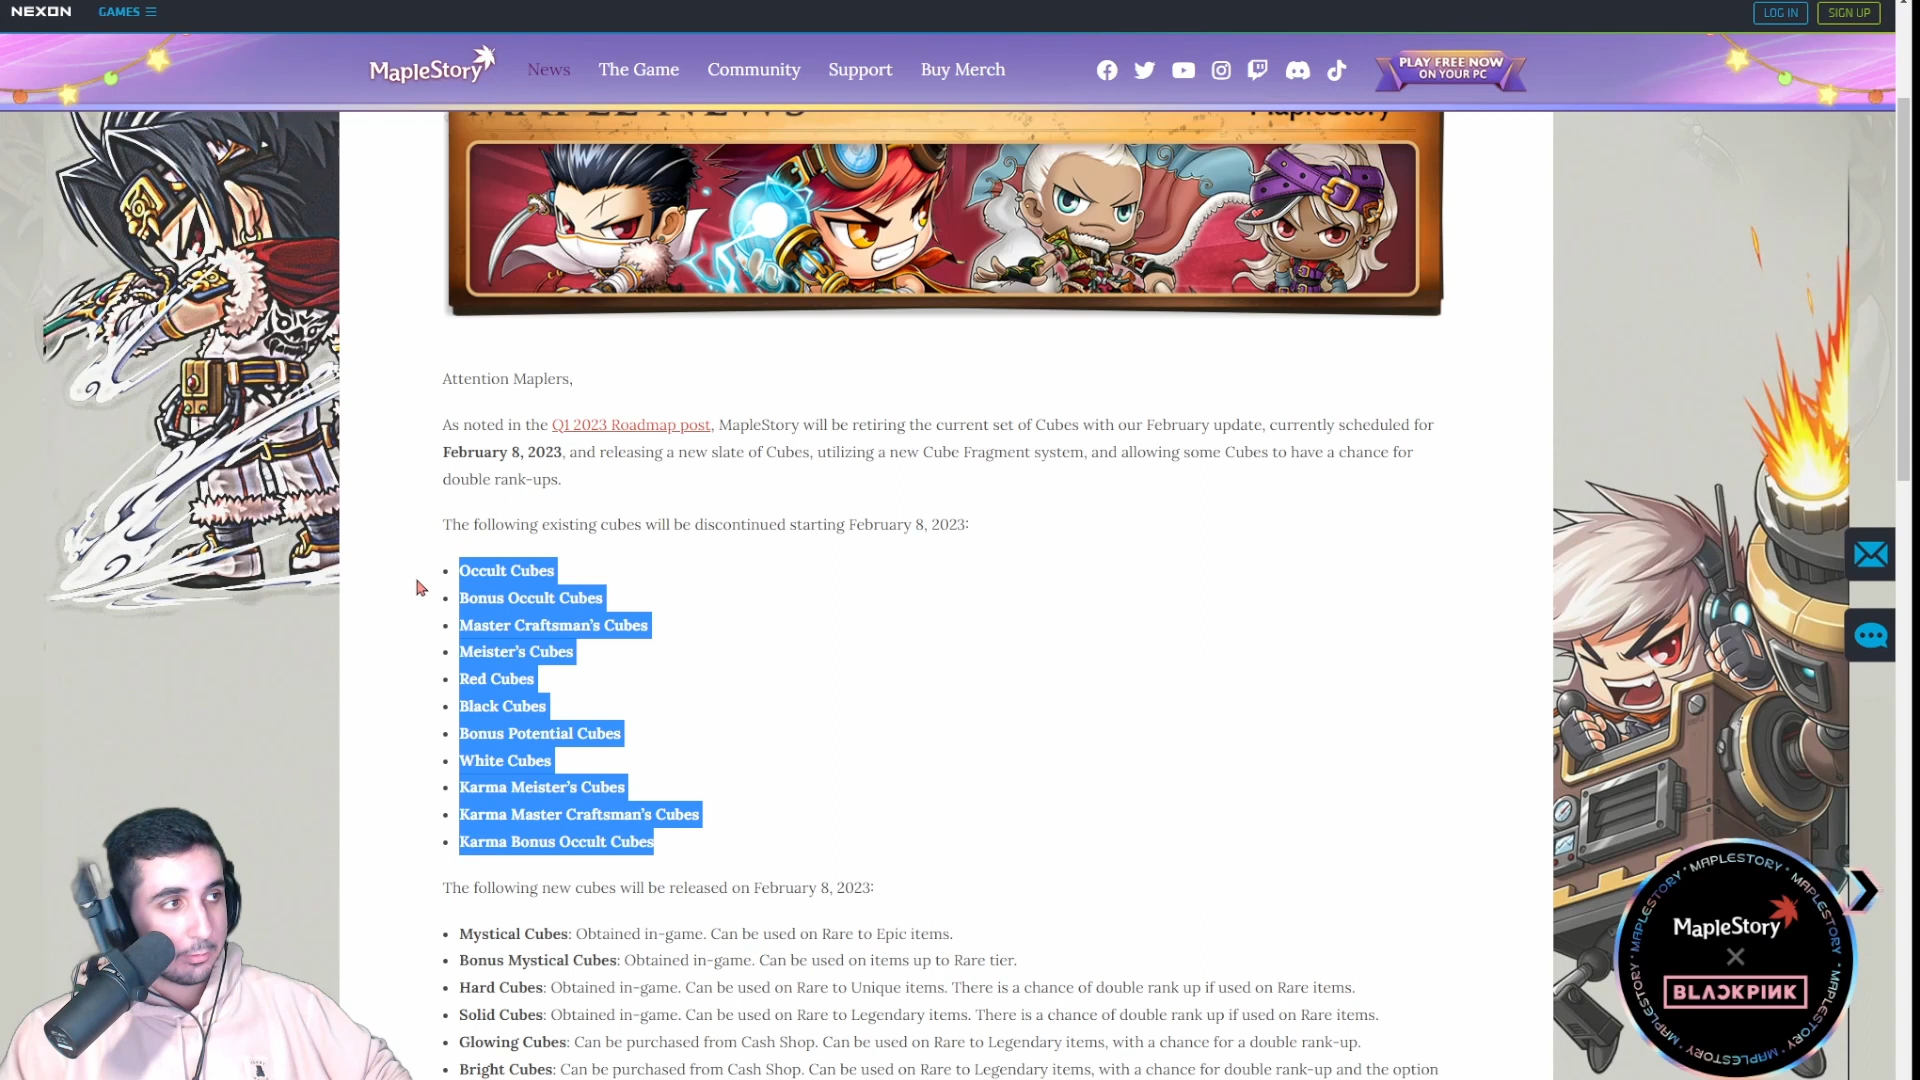 NEXON GAMES LOG IN SIGN UP
MapleStory News The Game Community Support Buy Merch PLAY FREE NOW
ON YOUR PC
MAPLE NEWS MapleStory
Attention Maplers,
As noted in the Q1 2023 Roadmap post, MapleStory will be retiring the current set of Cubes with our February update, currently scheduled for
February 8, 2023, and releasing a new slate of Cubes, utilizing a new Cube Fragment system, and allowing some Cubes to have a chance for
double rank-ups.
The following existing cubes will be discontinued starting February 8, 2023:
• Occult Cubes
• Bonus Occult Cubes
• Master Craftsman's Cubes
• Meister's Cubes
• Red Cubes
• Black Cubes
• Bonus Potential Cubes
• White Cubes
• Karma Meister's Cubes
• Karma Master Craftsman's Cubes
• Karma Bonus Occult Cubes
The following new cubes will be released on February 8, 2023:
• Mystical Cubes: Obtained in-game. Can be used on Rare to Epic items.
• Bonus Mystical Cubes: Obtained in-game. Can be used on items up to Rare tier.
• Hard Cubes: Obtained in-game. Can be used on Rare to Unique items. There is a chance of double rank up if used on Rare items.
• Solid Cubes: Obtained in-game. Can be used on Rare to Legendary items. There is a chance of double rank up if used on Rare items.
• Glowing Cubes: Can be purchased from Cash Shop. Can be used on Rare to Legendary items, with a chance for a double rank-up.
• Bright Cubes: Can be purchased from Cash Shop. Can be used on Rare to Legendary items, with a chance for double rank-up and the option
MAPLESTORY • MAPLESTORY • MAPLESTORY • MAPLESTORY • MAPLESTORY • MAPLESTORY
MapleStory
×
BLACKPINK